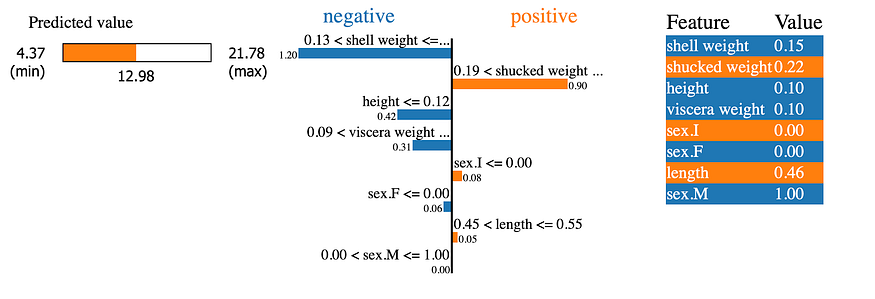 Predicted value
4.37
(min)
12.98
21.78
(max)
negative
positive
0.13 < shell weight <=...
1.20
0.19 < shucked weight ...
0.90
height <= 0.12
0.42
0.09 < viscera weight ...
0.31
sex.I <= 0.00
0.08
sex.F <= 0.00
0.06
0.45 < length <= 0.55
0.05
0.00 < sex.M <= 1.00
0.00
Feature Value
shell weight 0.15
shucked weight 0.22
height 0.10
viscera weight 0.10
sex.I 0.00
sex.F 0.00
length 0.46
sex.M 1.00